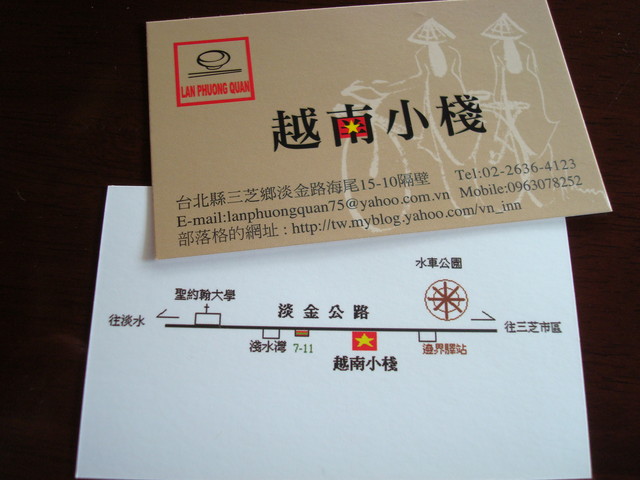 LAN PHUONG QUAN
越南小棧
台北縣三芝鄉淡金路海尾15-10隔壁 Tel:02-2636-4123
E-mail:lanphuongquan75@yahoo.com.vn Mobile:0963078252
部落格的網址 : http://tw.myblog.yahoo.com/vn_inn
水車公園
聖約翰大學
淡金公路
往淡水
往三芝市區
淺水灣
7-11
越南小棧
邊界驛站